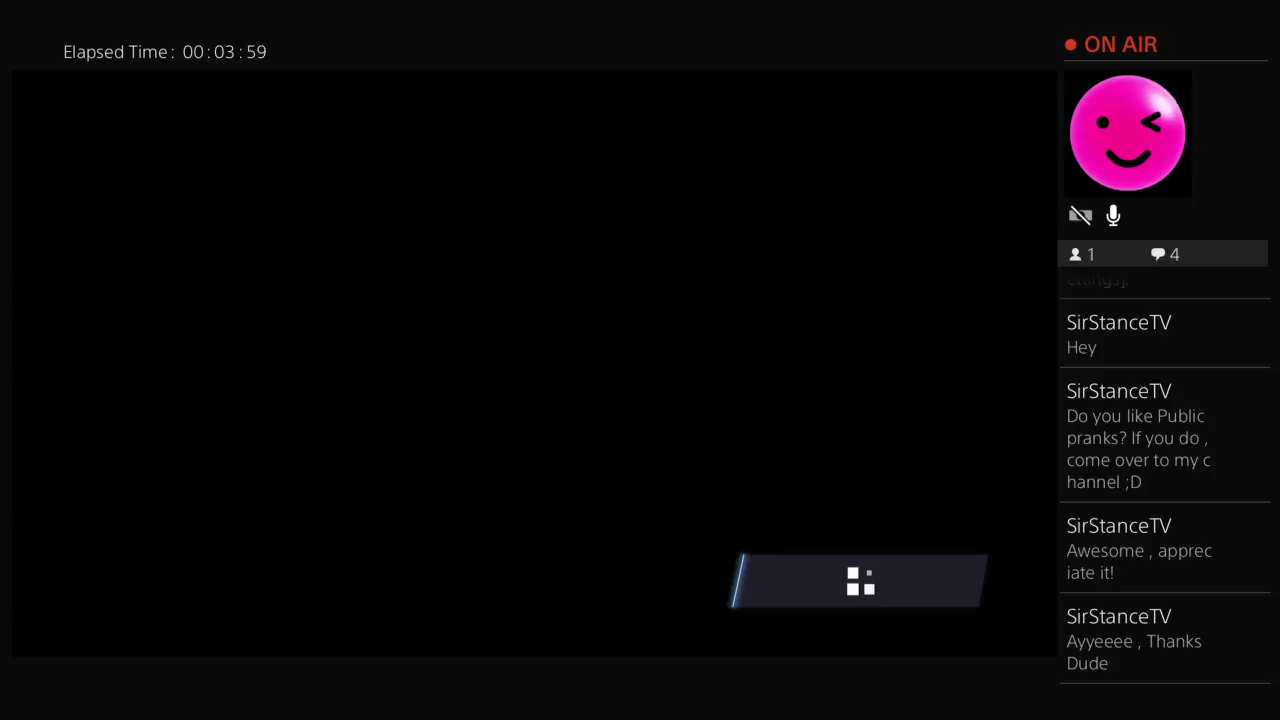 Elapsed Time: 00:03:59
ON AIR
1 4
ettings].
SirStanceTV
Hey
SirStanceTV
Do you like Public
pranks? If you do ,
come over to my c
hannel ;D
SirStanceTV
Awesome , apprec
iate it!
SirStanceTV
Ayyeeee , Thanks
Dude